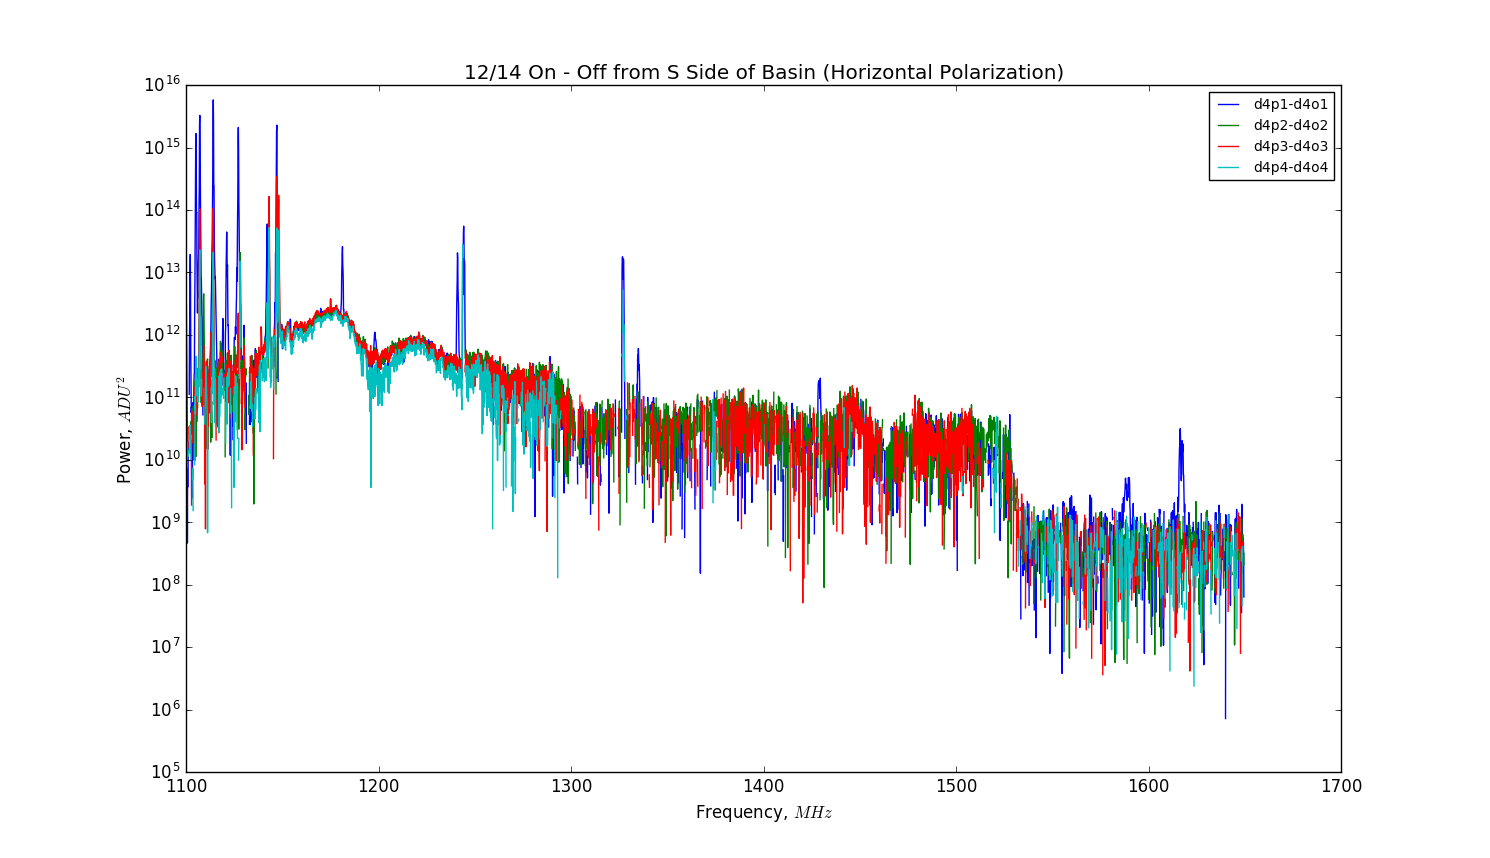 12/14 On - Off from S Side of Basin (Horizontal Polarization)
10^16
10^15
10^14
10^13
10^12
10^11
10^10
10^9
10^8
10^7
10^6
10^5
Power, ADU^2
d4p1-d4o1
d4p2-d4o2
d4p3-d4o3
d4p4-d4o4
1100 1200 1300 1400 1500 1600 1700
Frequency, MHz